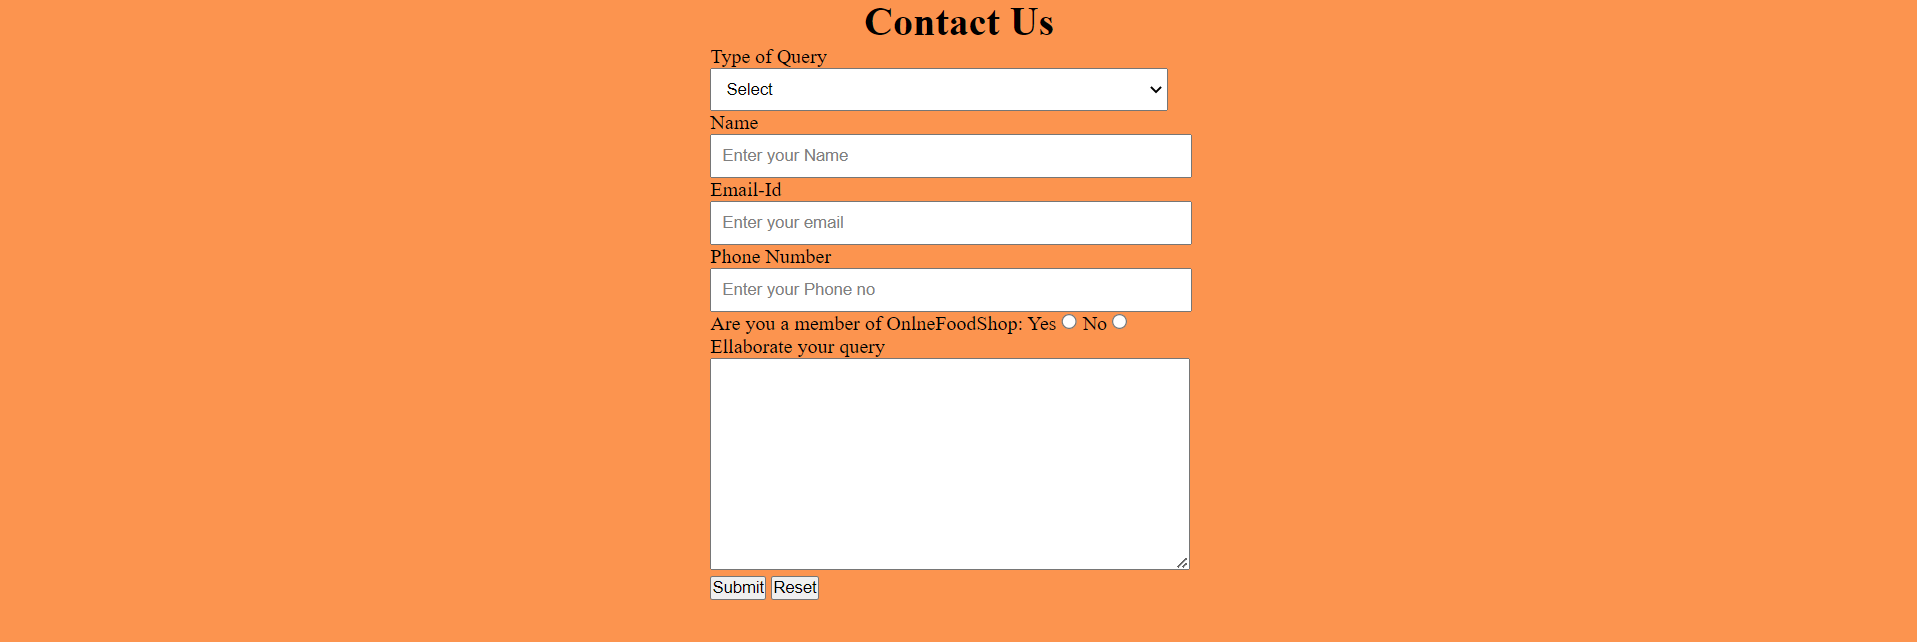 Contact Us
Type of Query
Select
Name
Enter your Name
Email-Id
Enter your email
Phone Number
Enter your Phone no
Are you a member of OnlneFoodShop: Yes No
Ellaborate your query
Submit Reset